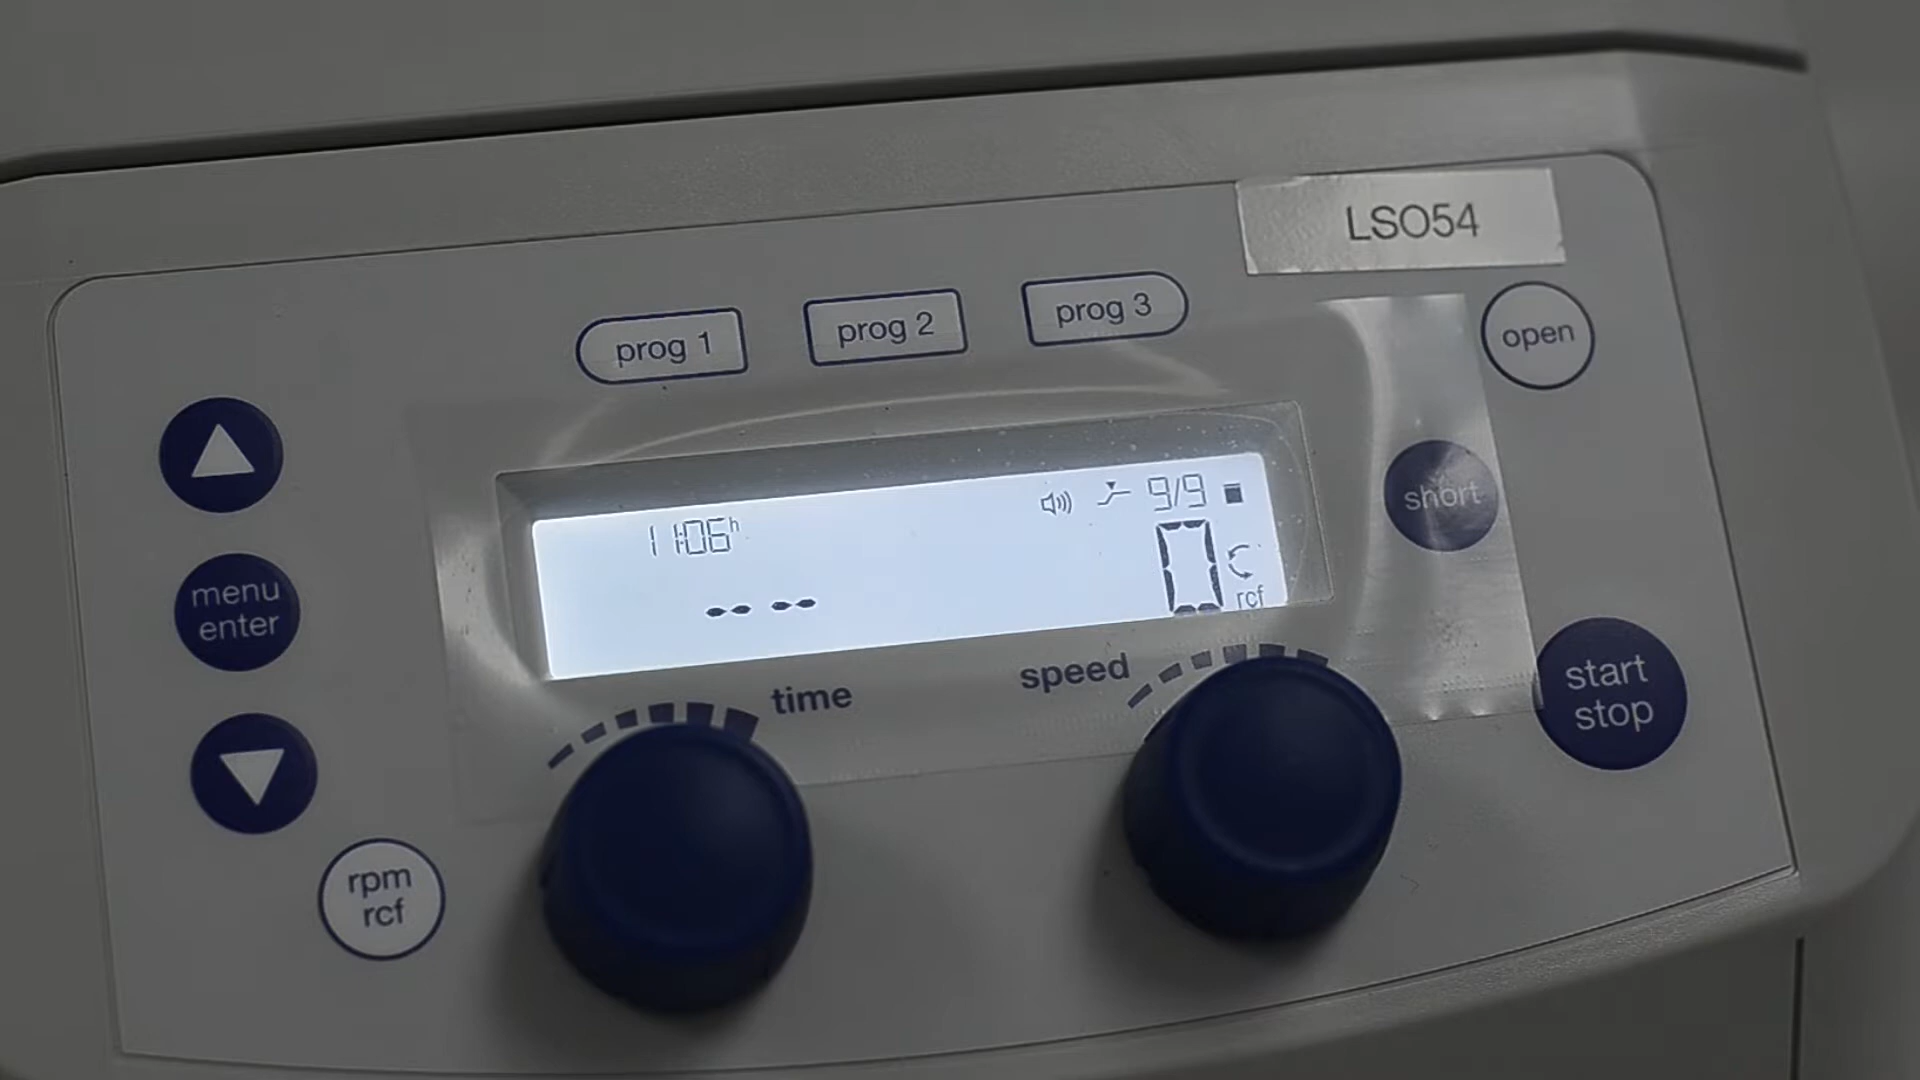 LSO54
prog 1
prog 2
prog 3
open
short
menu
enter
11:06h
9/9
-- --
0
rcf
time
speed
start
stop
rpm
rcf